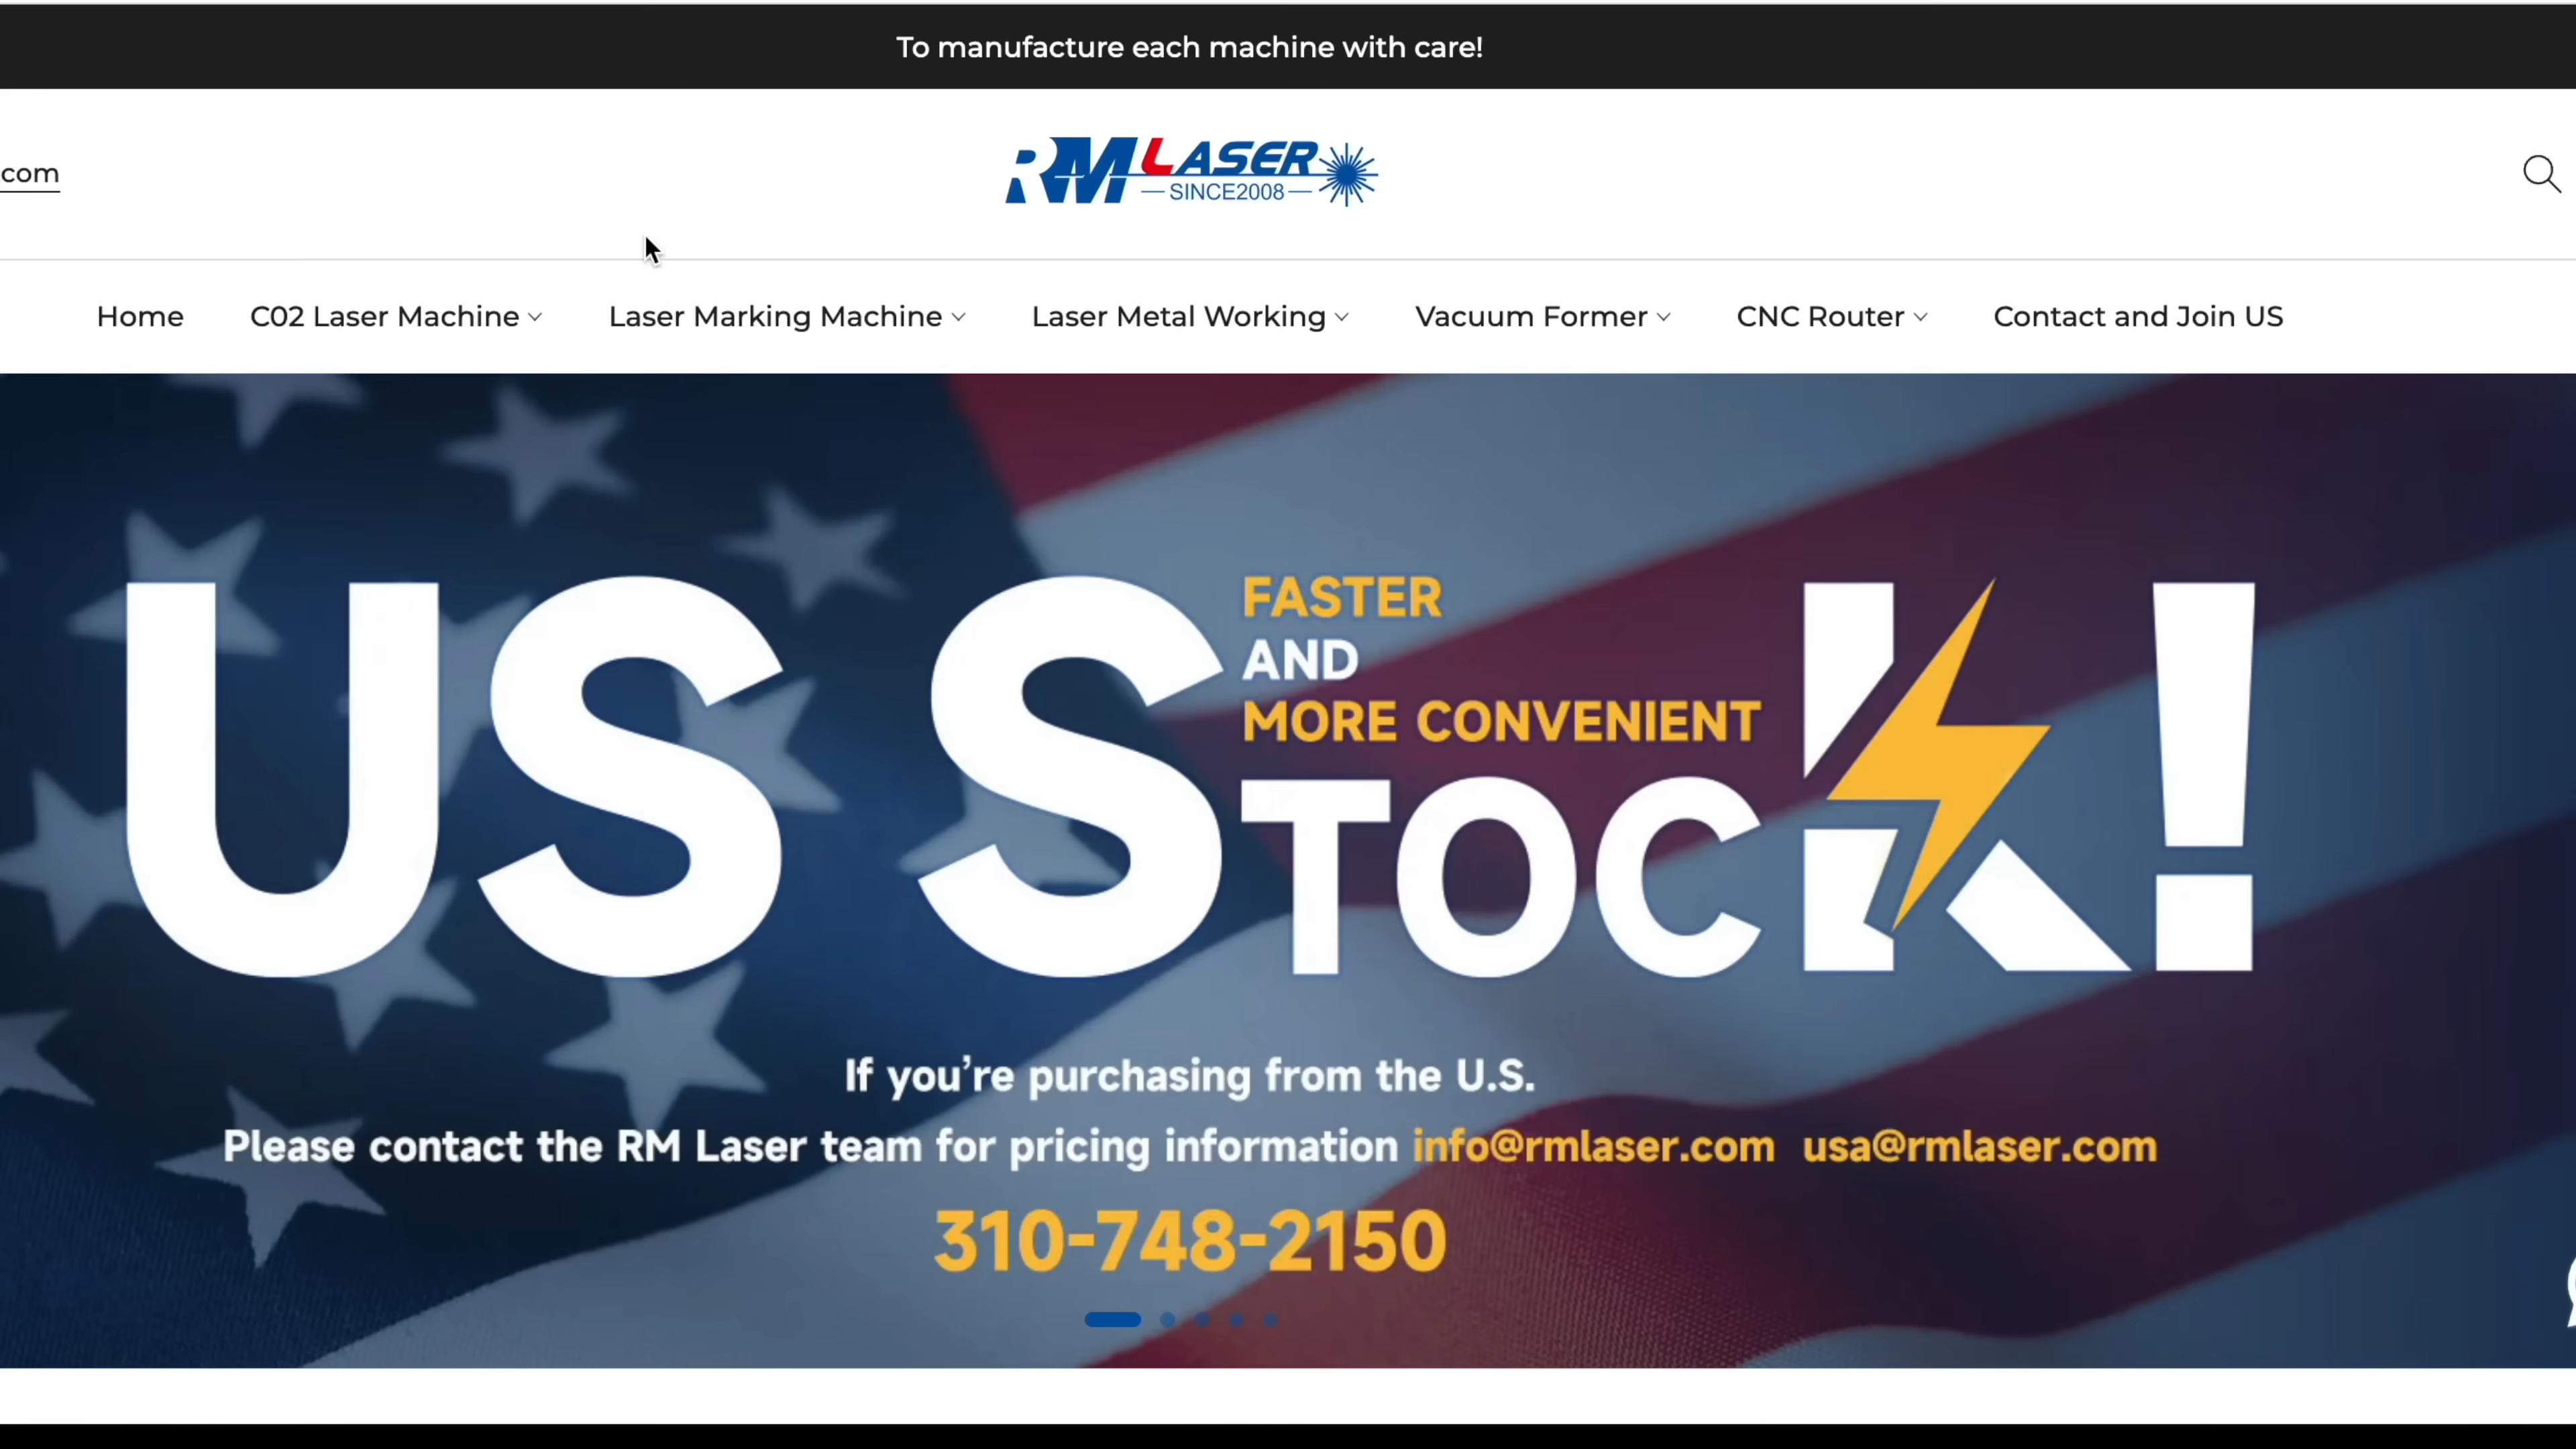 To manufacture each machine with care!
.com
RM LASER
SINCE2008
Home C02 Laser Machine Laser Marking Machine Laser Metal Working Vacuum Former CNC Router Contact and Join US
US STOCK!
FASTER
AND
MORE CONVENIENT
If you’re purchasing from the U.S.
Please contact the RM Laser team for pricing information info@rmlaser.com usa@rmlaser.com
310-748-2150